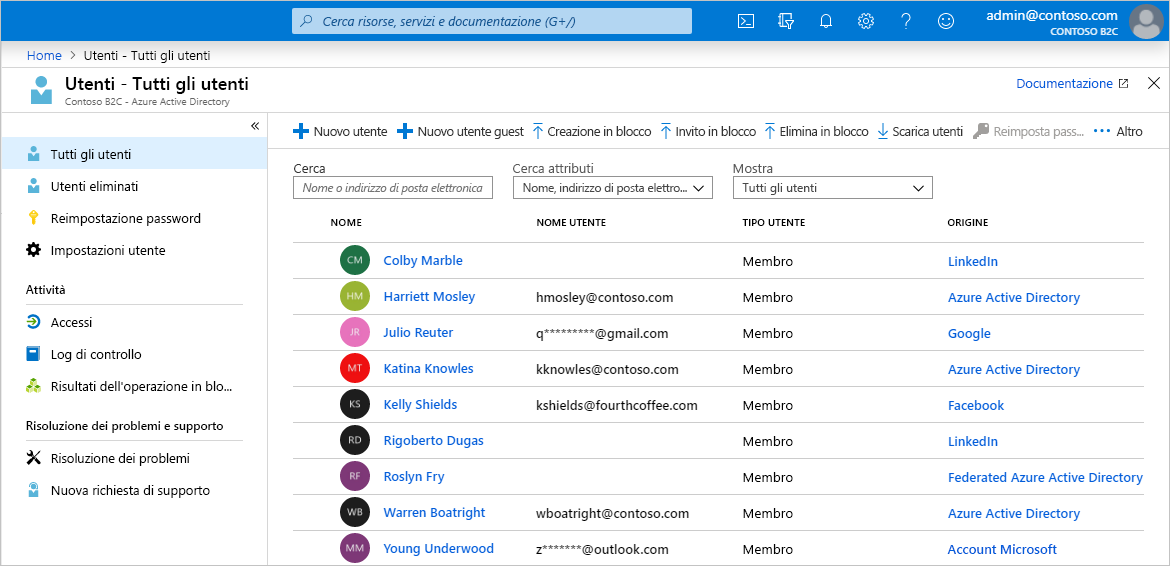 Cerca risorse, servizi e documentazione (G+/)
admin@contoso.com
CONTOSO B2C
Home > Utenti - Tutti gli utenti
Utenti - Tutti gli utenti
Contoso B2C - Azure Active Directory
Documentazione
«
Tutti gli utenti
Utenti eliminati
Reimpostazione password
Impostazioni utente
Attività
Accessi
Log di controllo
Risultati dell'operazione in blo...
Risoluzione dei problemi e supporto
Risoluzione dei problemi
Nuova richiesta di supporto
Nuovo utente Nuovo utente guest Creazione in blocco Invito in blocco Elimina in blocco Scarica utenti Reimposta pass... Altro
Cerca Cerca attributi Mostra
Nome o indirizzo di posta elettronica Nome, indirizzo di posta elettro... Tutti gli utenti
NOME NOME UTENTE TIPO UTENTE ORIGINE
CM Colby Marble Membro LinkedIn
HM Harriett Mosley hmosley@contoso.com Membro Azure Active Directory
JR Julio Reuter q*********@gmail.com Membro Google
MT Katina Knowles kknowles@contoso.com Membro Azure Active Directory
KS Kelly Shields kshields@fourthcoffee.com Membro Facebook
RD Rigoberto Dugas Membro LinkedIn
RF Roslyn Fry Membro Federated Azure Active Directory
WB Warren Boatright wboatright@contoso.com Membro Azure Active Directory
MM Young Underwood z*******@outlook.com Membro Account Microsoft